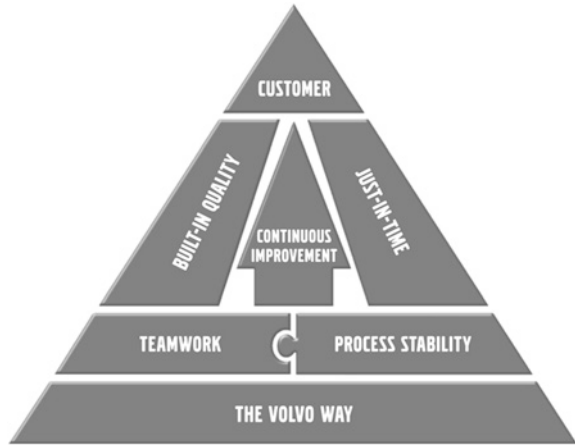 CUSTOMER
BUILT-IN QUALITY
CONTINUOUS
IMPROVEMENT
JUST-IN-TIME
TEAMWORK
PROCESS STABILITY
THE VOLVO WAY